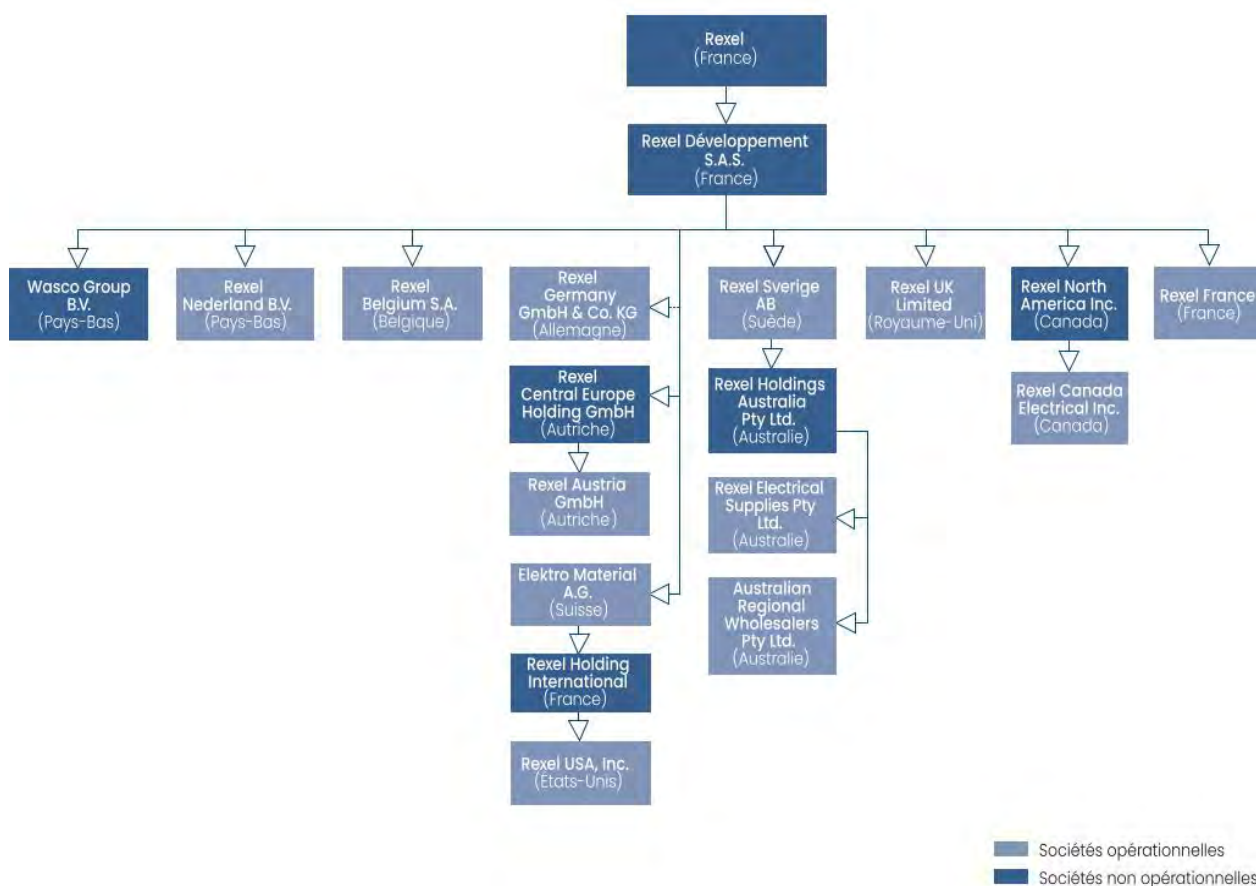 Rexel
(France)
Rexel Développement
S.A.S.
(France)
Wasco Group
B.V.
(Pays-Bas)
Rexel
Nederland B.V.
(Pays-Bas)
Rexel
Belgium S.A.
(Belgique)
Rexel
Germany
GmbH & Co. KG
(Allemagne)
Rexel Sverige
AB
(Suède)
Rexel UK
Limited
(Royaume-Uni)
Rexel North
America Inc.
(Canada)
Rexel France
(France)
Rexel
Central Europe
Holding GmbH
(Autriche)
Rexel Holdings
Australia
Pty Ltd.
(Australie)
Rexel Canada
Electrical Inc.
(Canada)
Rexel Austria
GmbH
(Autriche)
Rexel Electrical
Supplies Pty
Ltd.
(Australie)
Elektro Material
A.G.
(Suisse)
Australian
Regional
Wholesalers
Pty Ltd.
(Australie)
Rexel Holding
International
(France)
Rexel USA, Inc.
(États-Unis)
Sociétés opérationnelles
Sociétés non opérationnelles